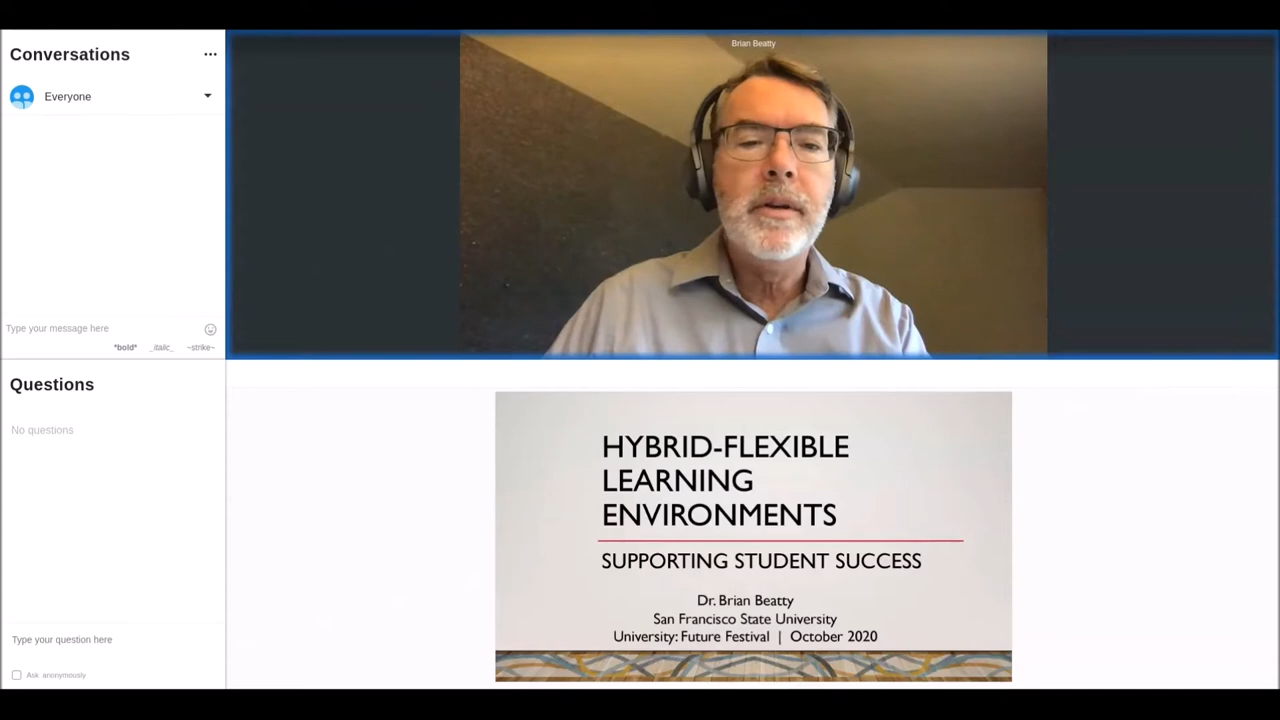 Conversations
Everyone
Type your message here
*bold* _italic_ ~strike~
Questions
No questions
Type your question here
Ask anonymously
Brian Beatty
HYBRID-FLEXIBLE
LEARNING
ENVIRONMENTS
SUPPORTING STUDENT SUCCESS
Dr. Brian Beatty
San Francisco State University
University: Future Festival | October 2020